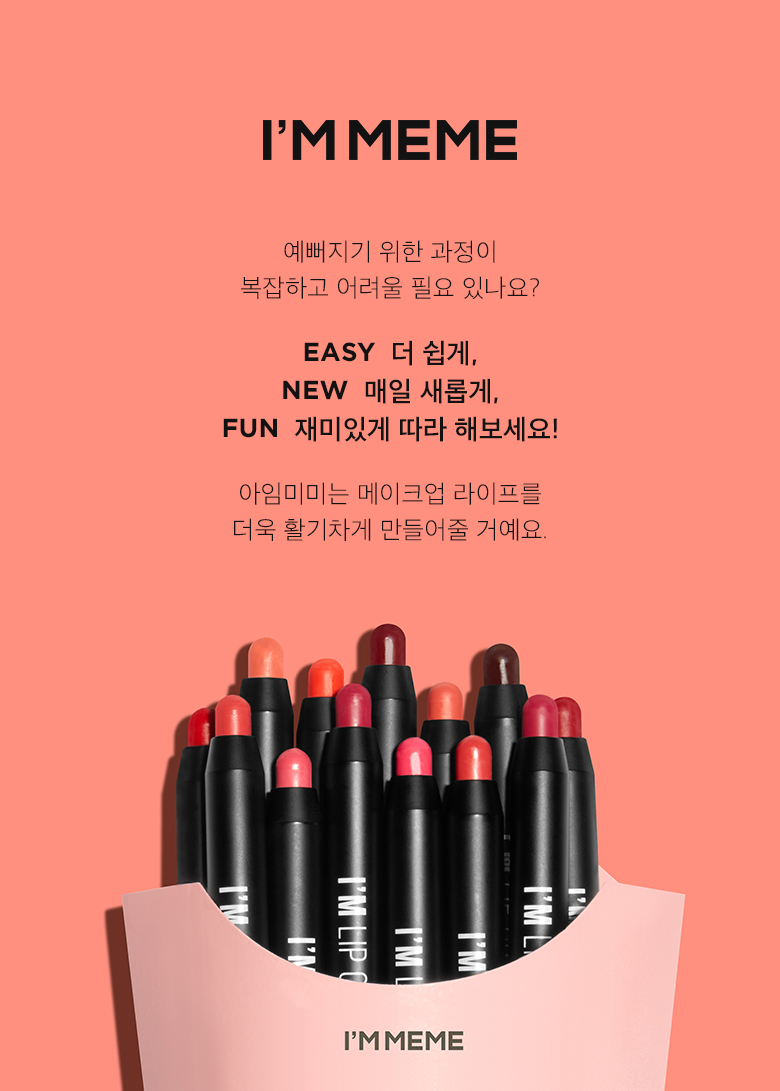 I'M MEME
예뻐지기 위한 과정이
복잡하고 어려울 필요 있나요?
EASY 더 쉽게,
NEW 매일 새롭게,
FUN 재미있게 따라 해보세요!
아임미미는 메이크업 라이프를
더욱 활기차게 만들어줄 거예요.
I'M
I'M
I'M LIP
I'M L
I'M
I'M LI
I'M
I'M MEME